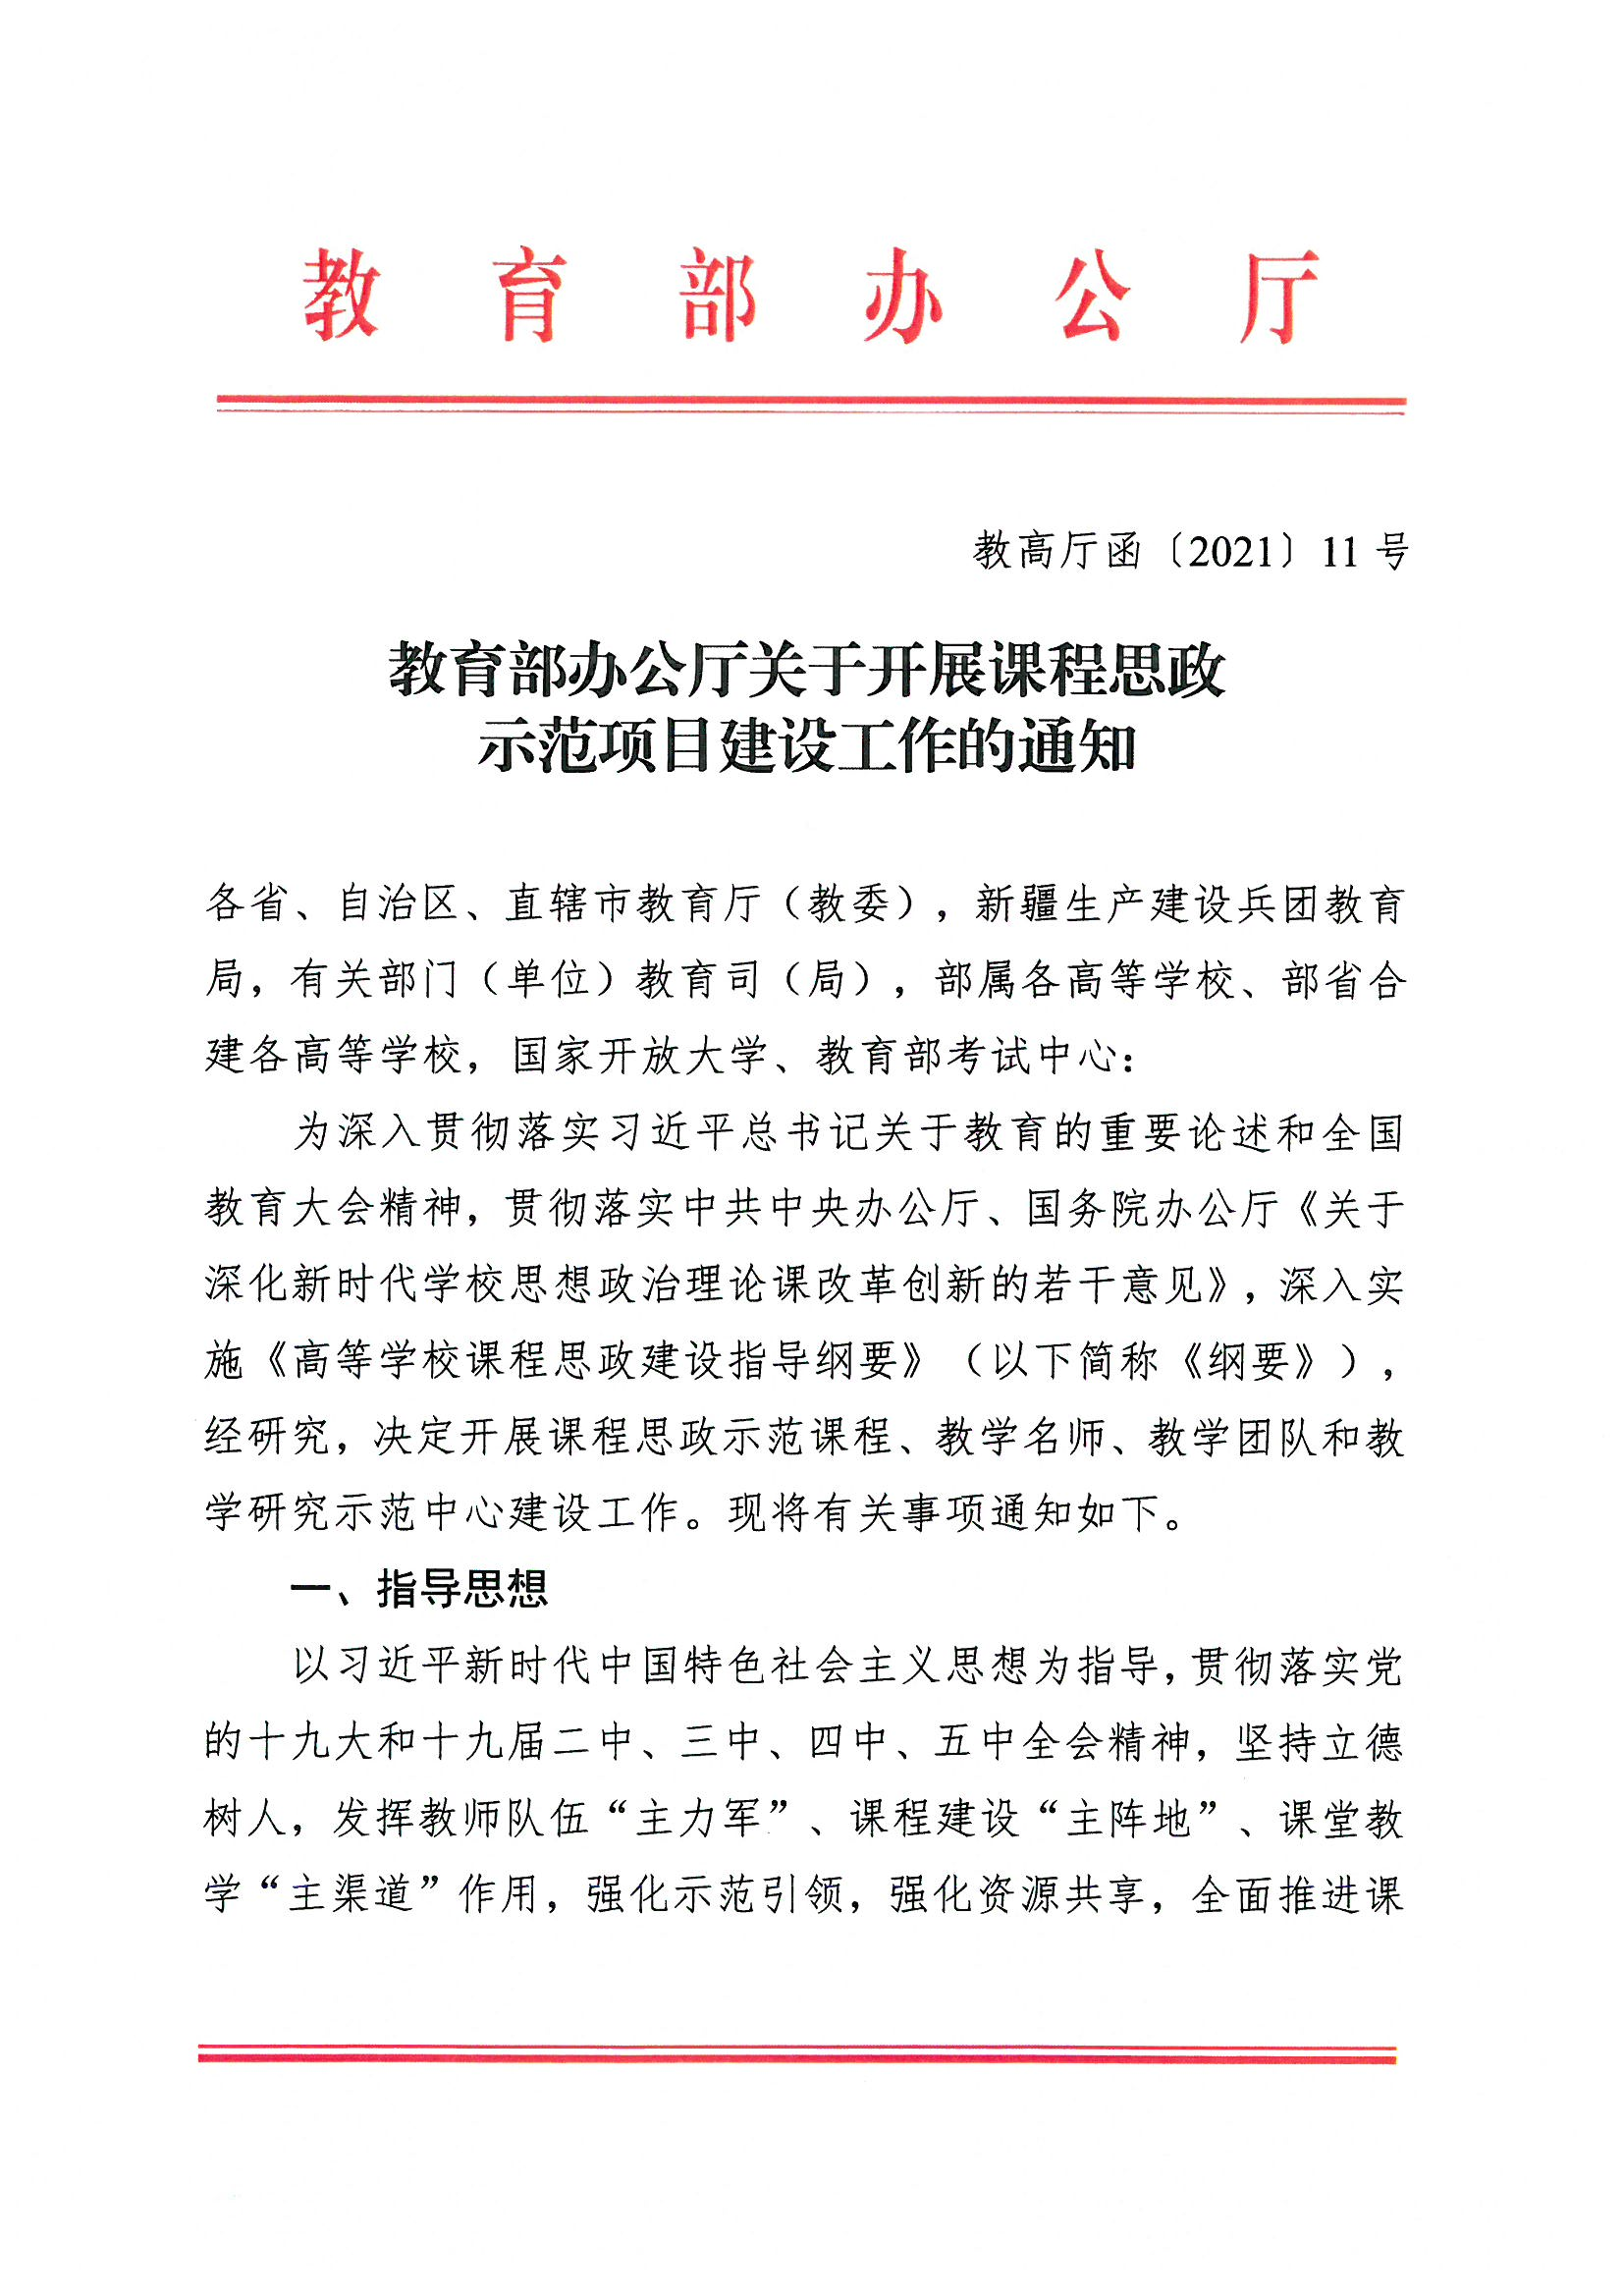 教育部办公厅
教高厅函〔2021〕11号
教育部办公厅关于开展课程思政
示范项目建设工作的通知
各省、自治区、直辖市教育厅（教委），新疆生产建设兵团教育
局，有关部门（单位）教育司（局），部属各高等学校、部省合
建各高等学校，国家开放大学、教育部考试中心：
为深入贯彻落实习近平总书记关于教育的重要论述和全国
教育大会精神，贯彻落实中共中央办公厅、国务院办公厅《关于
深化新时代学校思想政治理论课改革创新的若干意见》，深入实
施《高等学校课程思政建设指导纲要》（以下简称《纲要》），
经研究，决定开展课程思政示范课程、教学名师、教学团队和教
学研究示范中心建设工作。现将有关事项通知如下。
一、指导思想
以习近平新时代中国特色社会主义思想为指导，贯彻落实党
的十九大和十九届二中、三中、四中、五中全会精神，坚持立德
树人，发挥教师队伍“主力军”、课程建设“主阵地”、课堂教
学“主渠道”作用，强化示范引领，强化资源共享，全面推进课